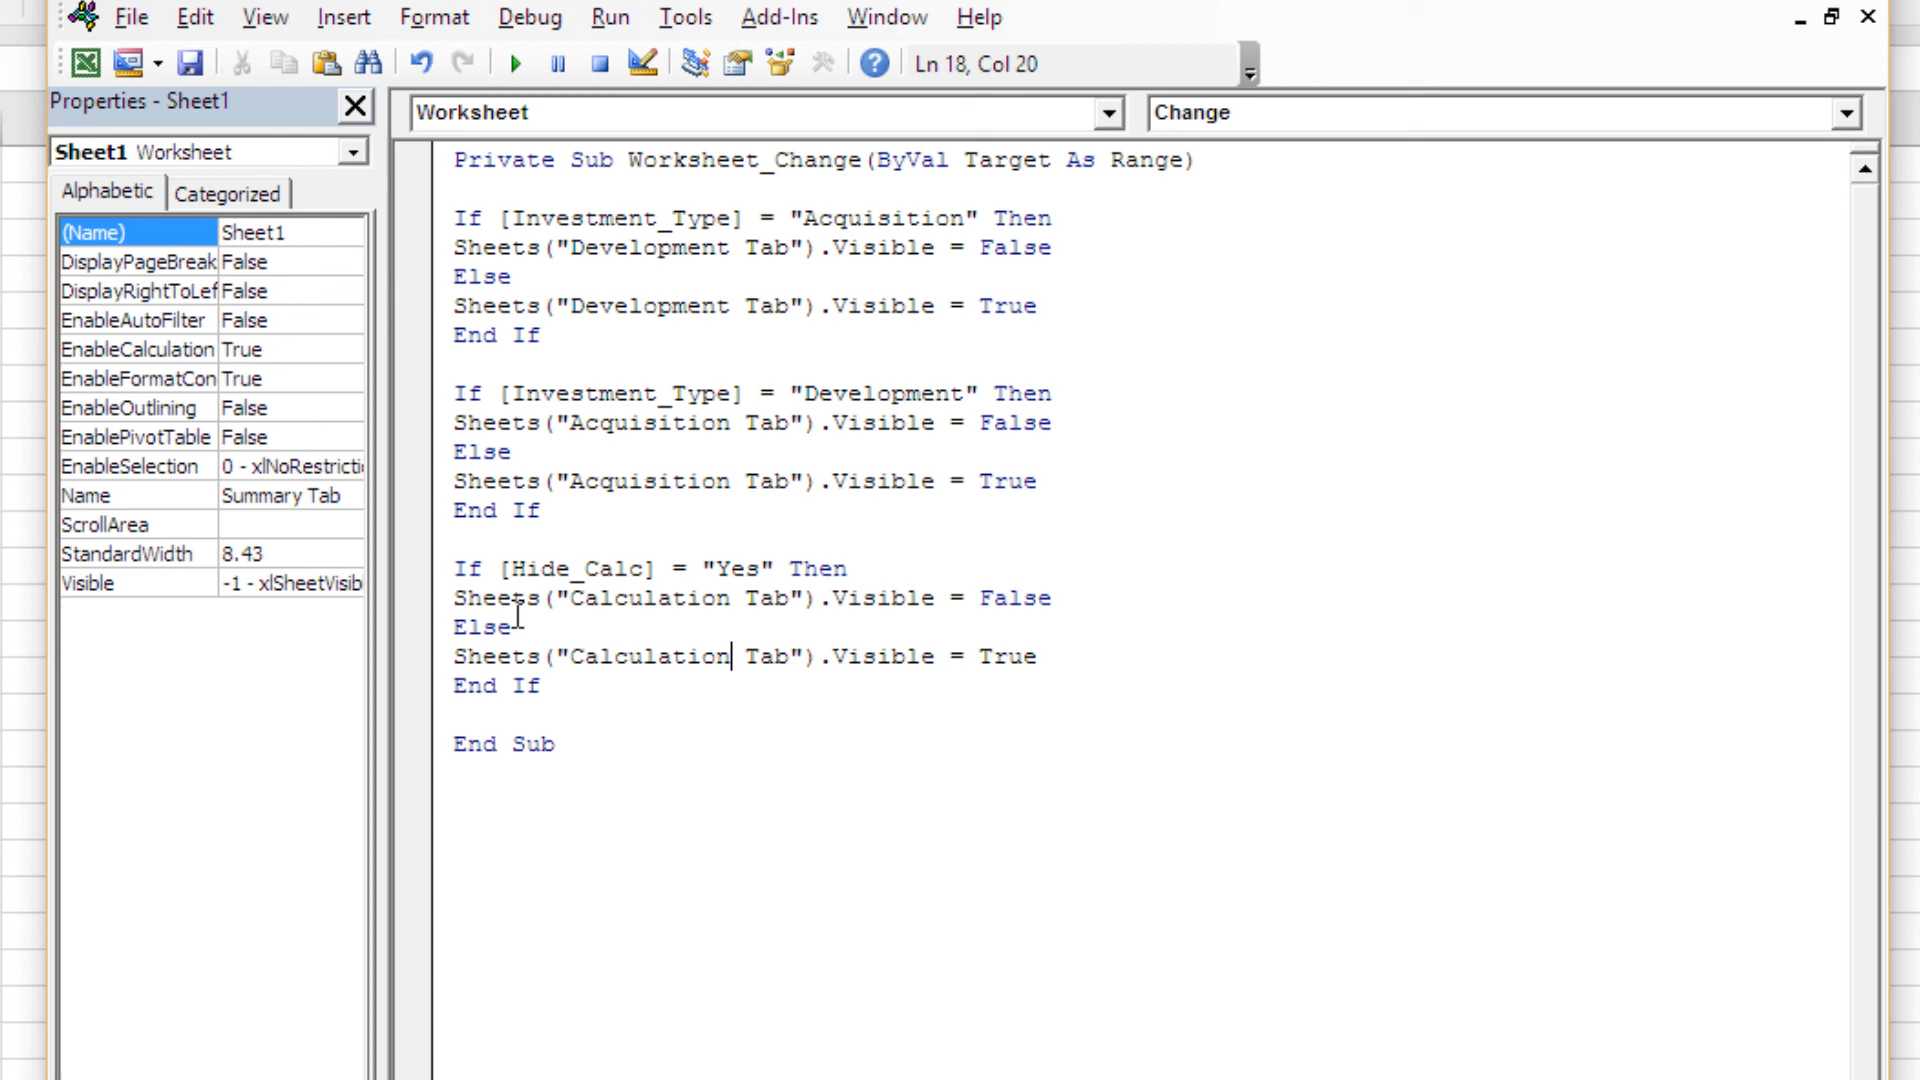 File Edit View Insert Format Debug Run Tools Add-Ins Window Help
Ln 18, Col 20
Properties - Sheet1
Sheet1 Worksheet
Alphabetic Categorized
(Name) Sheet1
DisplayPageBreak False
DisplayRightToLef False
EnableAutoFilter False
EnableCalculation True
EnableFormatCon True
EnableOutlining False
EnablePivotTable False
EnableSelection 0 - xlNoRestricti
Name Summary Tab
ScrollArea
StandardWidth 8.43
Visible -1 - xlSheetVisib
Worksheet Change
Private Sub Worksheet_Change(ByVal Target As Range)
If [Investment_Type] = "Acquisition" Then
Sheets("Development Tab").Visible = False
Else
Sheets("Development Tab").Visible = True
End If
If [Investment_Type] = "Development" Then
Sheets("Acquisition Tab").Visible = False
Else
Sheets("Acquisition Tab").Visible = True
End If
If [Hide_Calc] = "Yes" Then
Sheets("Calculation Tab").Visible = False
Else
Sheets("Calculation Tab").Visible = True
End If
End Sub